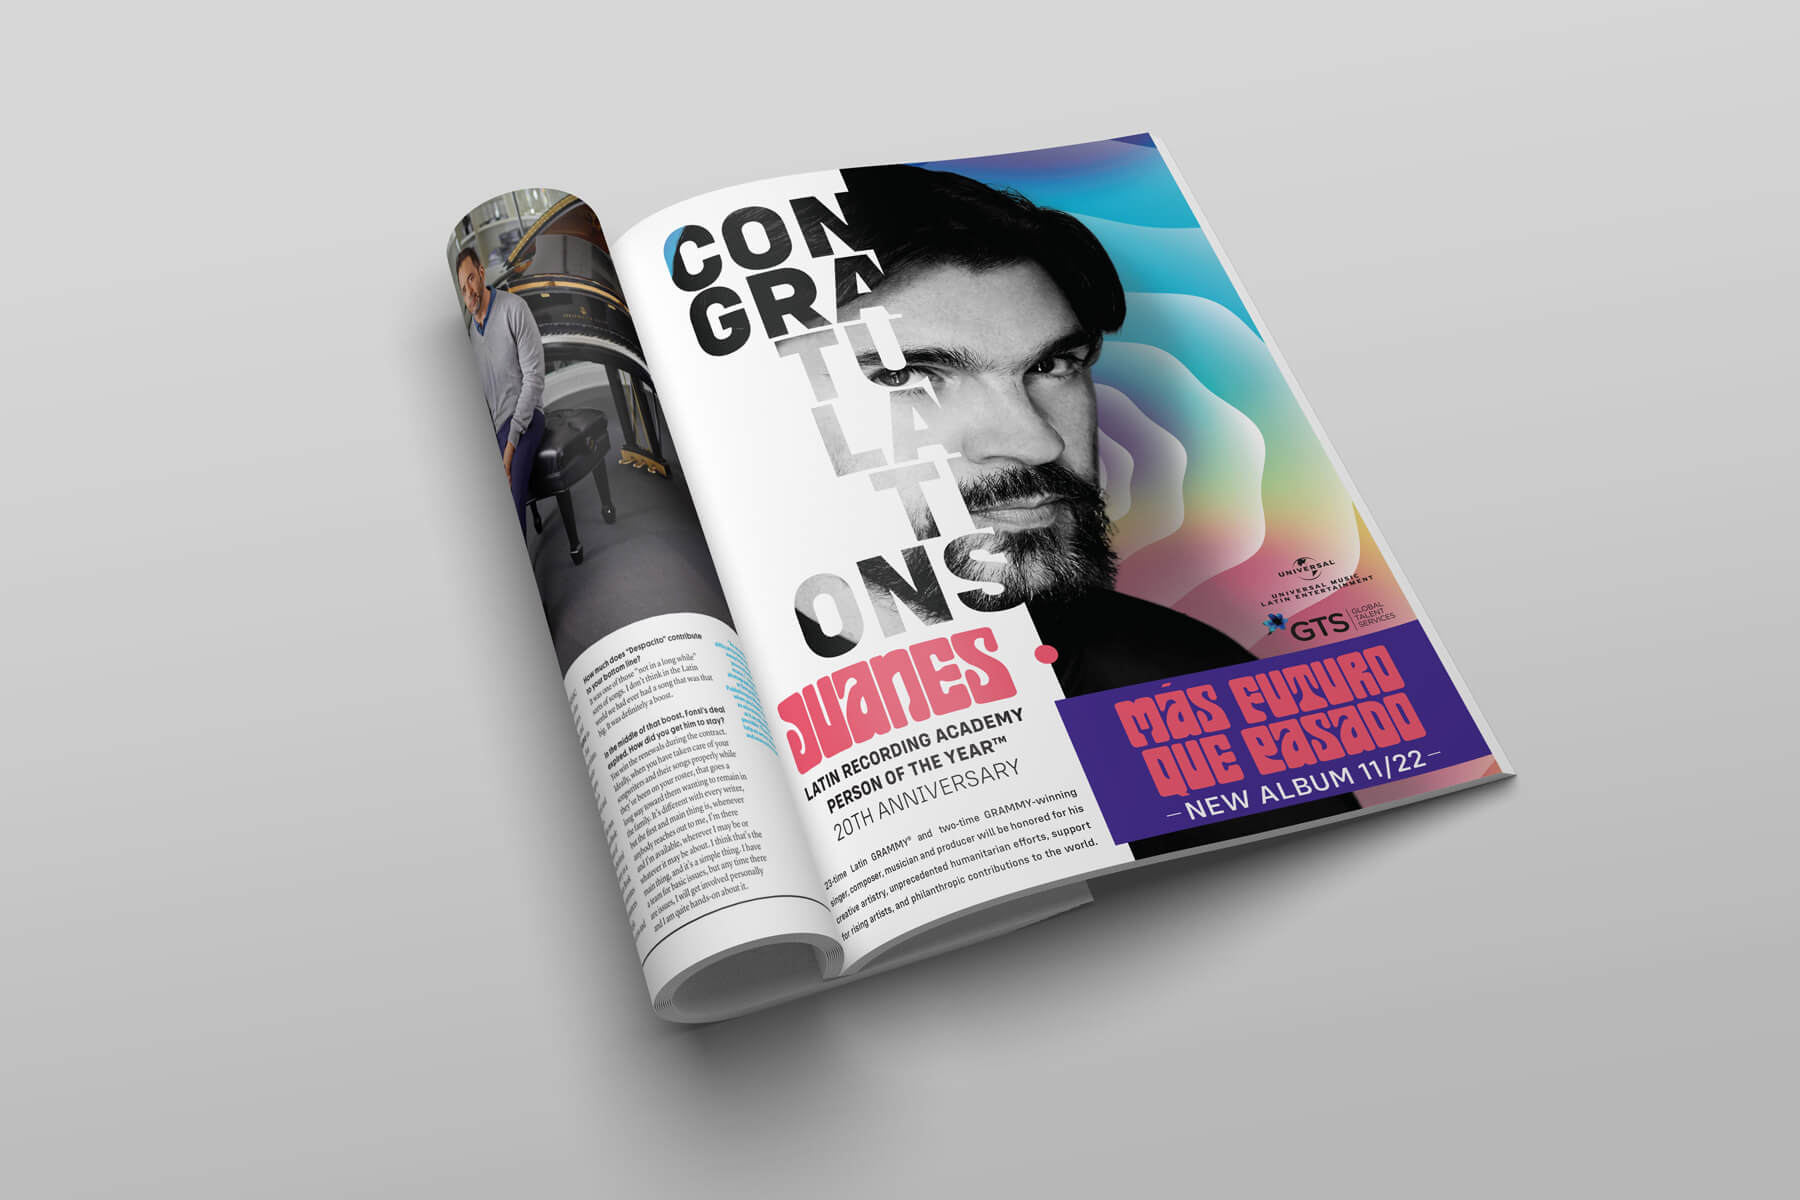 How much does "Despacito" contribute
to your bottom line?
It was one of those "not in a long while"
sorts of songs. I don't think in the Latin
world we had ever had a song that was that
big. It was definitely a boost.
In the middle of that boost, Fonsi's deal
expired. How did you get him to stay?
You win the renewals during the contract.
Ideally, when you have taken care of your
songwriters and their songs properly while
they've been on your roster, that goes a
long way toward them wanting to remain in
the family. It's different with every writer,
but the first and main thing is, whenever
anybody reaches out to me, I'm there
and I'm available, wherever I may be or
whatever it may be about. I think that's the
main thing, and it's a simple thing. I have
a team for basic issues, but any time there
are issues, I will get involved personally
and I am quite hands-on about it.
CON
GRA
TU
LA
TI
ONS
JUANES
LATIN RECORDING ACADEMY
PERSON OF THE YEAR™
20TH ANNIVERSARY
23-time Latin GRAMMY® and two-time GRAMMY-winning
singer, composer, musician and producer will be honored for his
creative artistry, unprecedented humanitarian efforts, support
for rising artists, and philanthropic contributions to the world.
UNIVERSAL
UNIVERSAL MUSIC
LATIN ENTERTAINMENT
GTS
GLOBAL
TALENT
SERVICES
MÁS FUTURO
QUE PASADO
–NEW ALBUM 11/22–